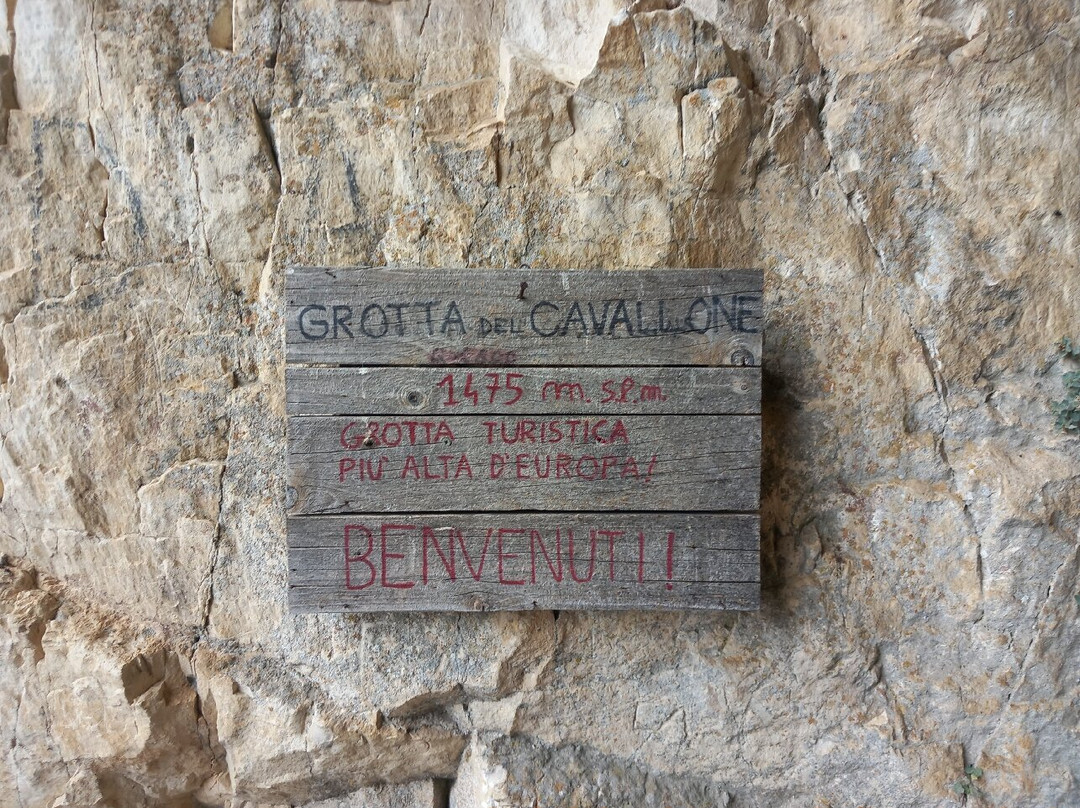 GROTTA DEL CAVALLONE
1475 m. s.l.m.
GROTTA TURISTICA
PIU' ALTA D'EUROPA!
BENVENUTI!